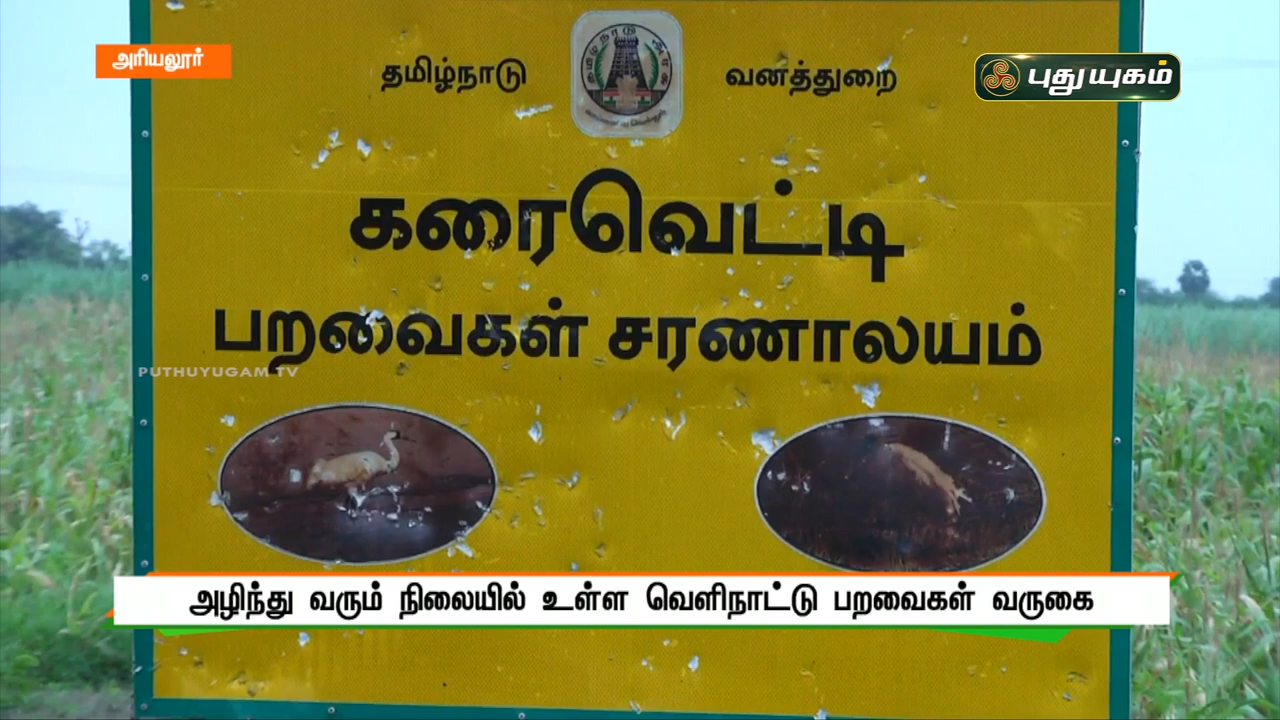 அரியலூர்
தமிழ்நாடு வனத்துறை
புதுயுகம்
கரைவெட்டி
பறவைகள் சரணாலயம்
PUTHUYUGAM TV
அழிந்து வரும் நிலையில் உள்ள வெளிநாட்டு பறவைகள் வருகை